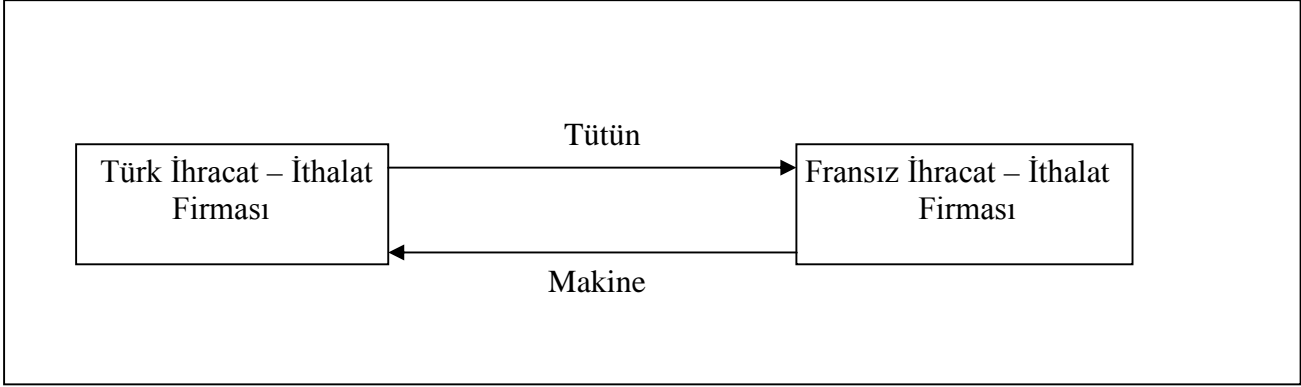 Tütün
Türk İhracat – İthalat
Firması
Fransız İhracat – İthalat
Firması
Makine